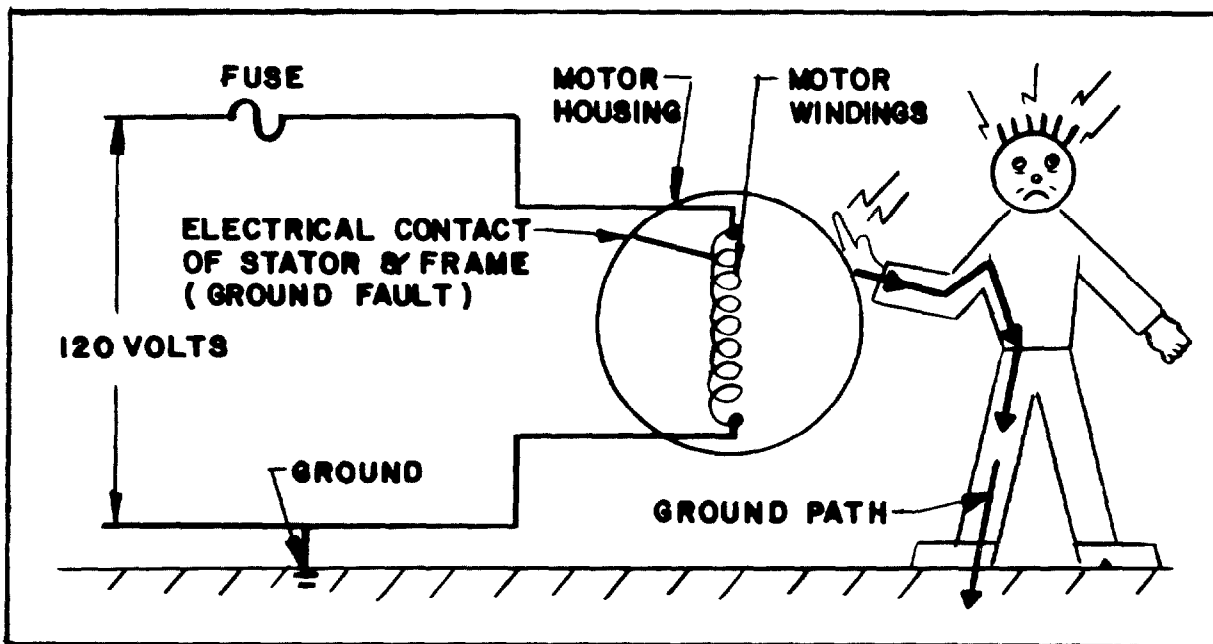 FUSE
MOTOR
HOUSING
MOTOR
WINDINGS
ELECTRICAL CONTACT
OF STATOR & FRAME
(GROUND FAULT)
120 VOLTS
GROUND
GROUND PATH